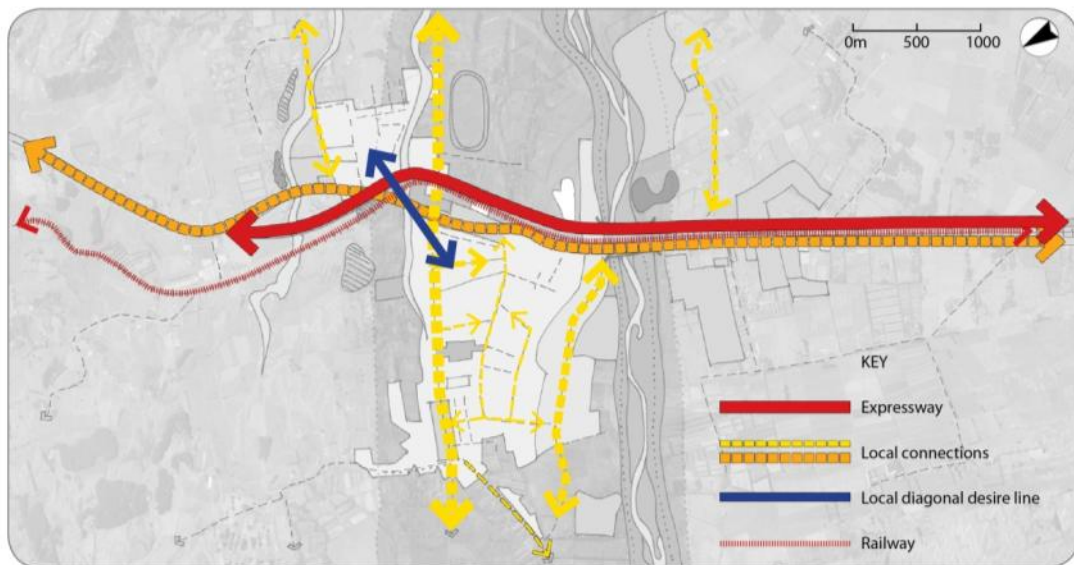 0m 500 1000
KEY
Expressway
Local connections
Local diagonal desire line
Railway